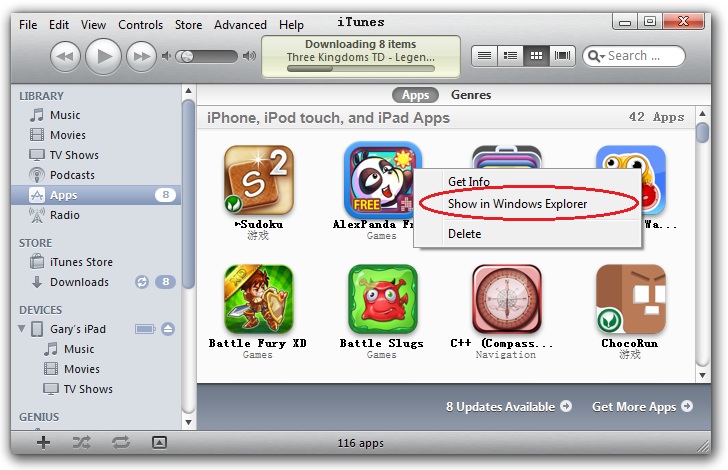 File Edit View Controls Store Advanced Help iTunes
Downloading 8 items
Three Kingdoms TD - Legen...
Search ...
LIBRARY
Music
Movies
TV Shows
Podcasts
Apps 8
Radio
STORE
iTunes Store
Downloads 8
DEVICES
Gary's iPad
Music
Movies
TV Shows
GENIUS
Apps Genres
iPhone, iPod touch, and iPad Apps 42 Apps
S 2
FREE
Sudoku
游戏
AlexPanda Fr
Games
Wa...
Get Info
Show in Windows Explorer
Delete
Battle Fury XD
Games
Battle Slugs
Games
C++ (Compass...
Navigation
ChocoRun
游戏
8 Updates Available
Get More Apps
116 apps